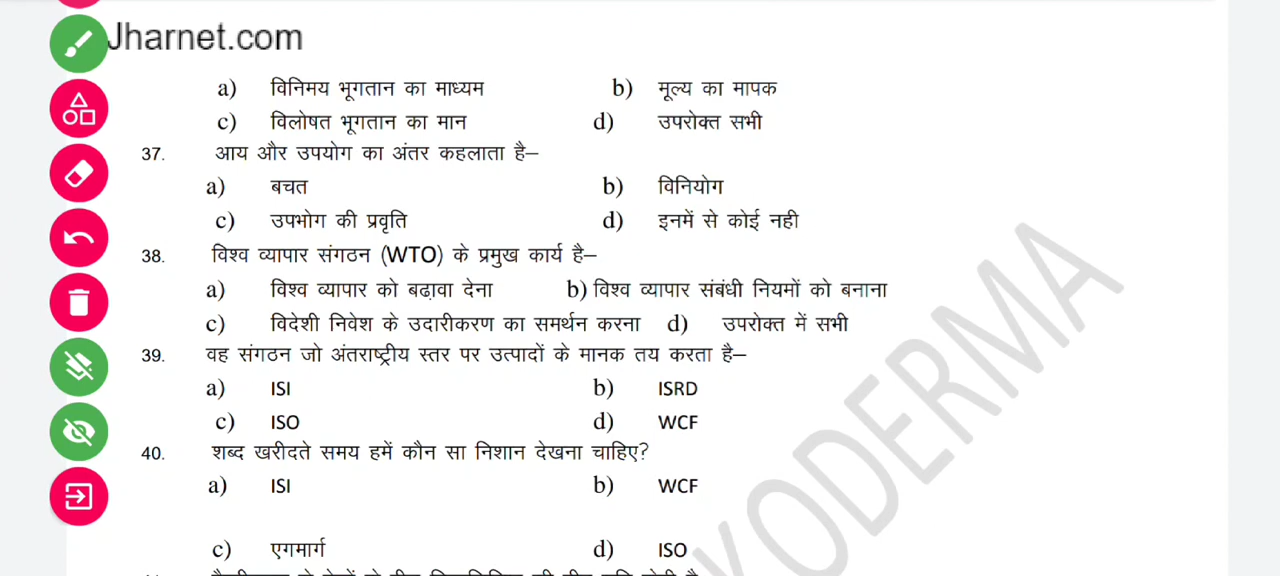 Jharnet.com
a) विनिमय भूगतान का माध्यम b) मूल्य का मापक
c) विलोषत भूगतान का मान d) उपरोक्त सभी
37. आय और उपयोग का अंतर कहलाता है–
a) बचत b) विनियोग
c) उपभोग की प्रवृति d) इनमें से कोई नही
38. विश्व व्यापार संगठन (WTO) के प्रमुख कार्य है–
a) विश्व व्यापार को बढ़ावा देना b) विश्व व्यापार संबंधी नियमों को बनाना
c) विदेशी निवेश के उदारीकरण का समर्थन करना d) उपरोक्त में सभी
39. वह संगठन जो अंतराष्ट्रीय स्तर पर उत्पादों के मानक तय करता है–
a) ISI b) ISRD
c) ISO d) WCF
40. शब्द खरीदते समय हमें कौन सा निशान देखना चाहिए?
a) ISI b) WCF
c) एगमार्ग d) ISO
KODERMA